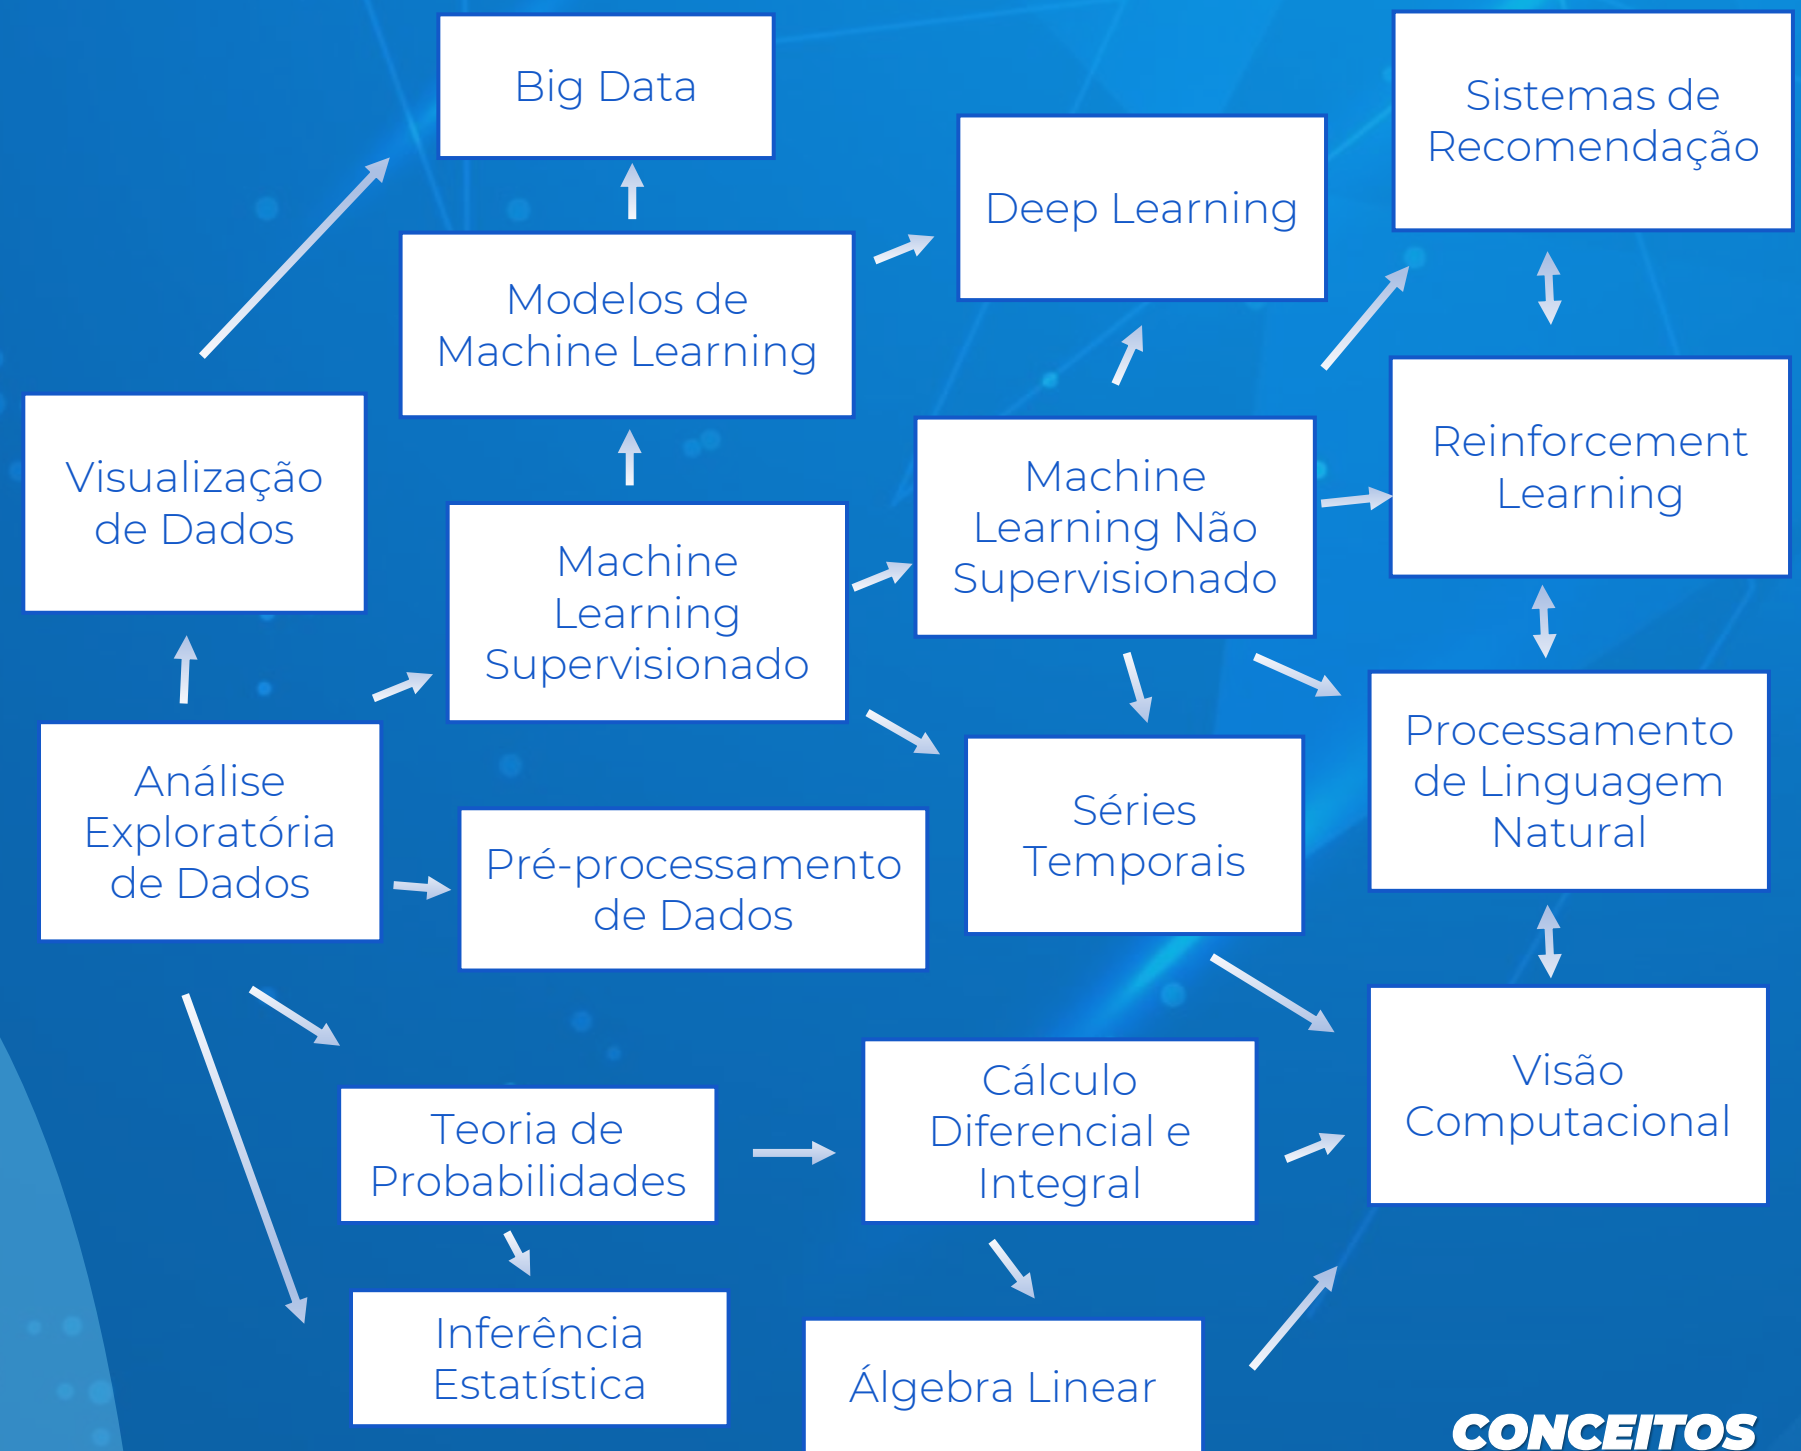 Big Data
Sistemas de
Recomendação
Deep Learning
Modelos de
Machine Learning
Visualização
de Dados
Machine
Learning
Supervisionado
Machine
Learning Não
Supervisionado
Reinforcement
Learning
Análise
Exploratória
de Dados
Pré-processamento
de Dados
Séries
Temporais
Processamento
de Linguagem
Natural
Teoria de
Probabilidades
Cálculo
Diferencial e
Integral
Visão
Computacional
Inferência
Estatística
Álgebra Linear
CONCEITOS